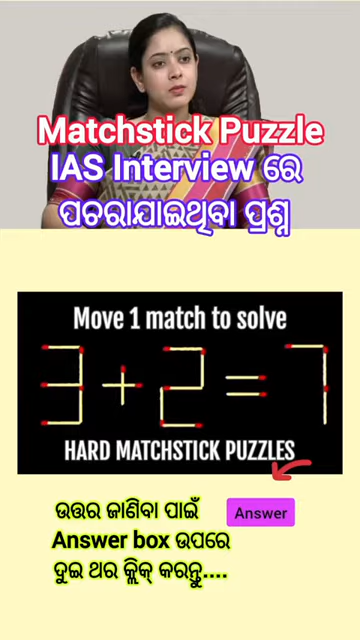 Matchstick Puzzle
IAS Interview ରେ
ପଚରାଯାଇଥିବା ପ୍ରଶ୍ନ
Move 1 match to solve
3+2=7
HARD MATCHSTICK PUZZLES
ଉତ୍ତର ଜାଣିବା ପାଇଁ
Answer
Answer box ଉପରେ
ଦୁଇ ଥର କ୍ଲିକ୍ କରନ୍ତୁ....